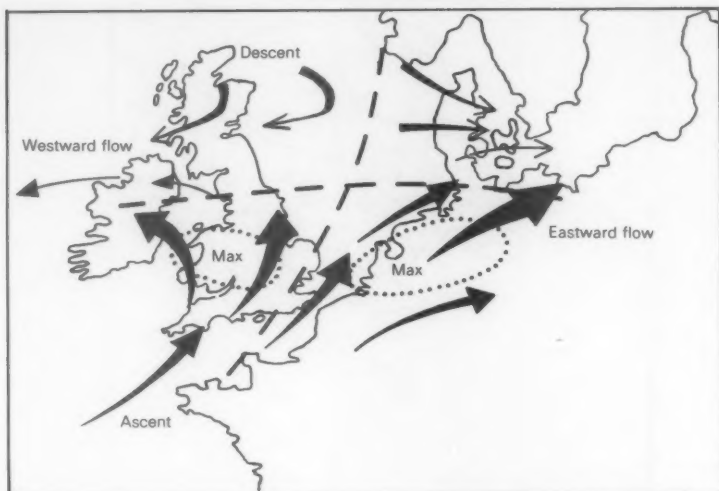 Descent
Westward flow
Max
Max
Eastward flow
Ascent